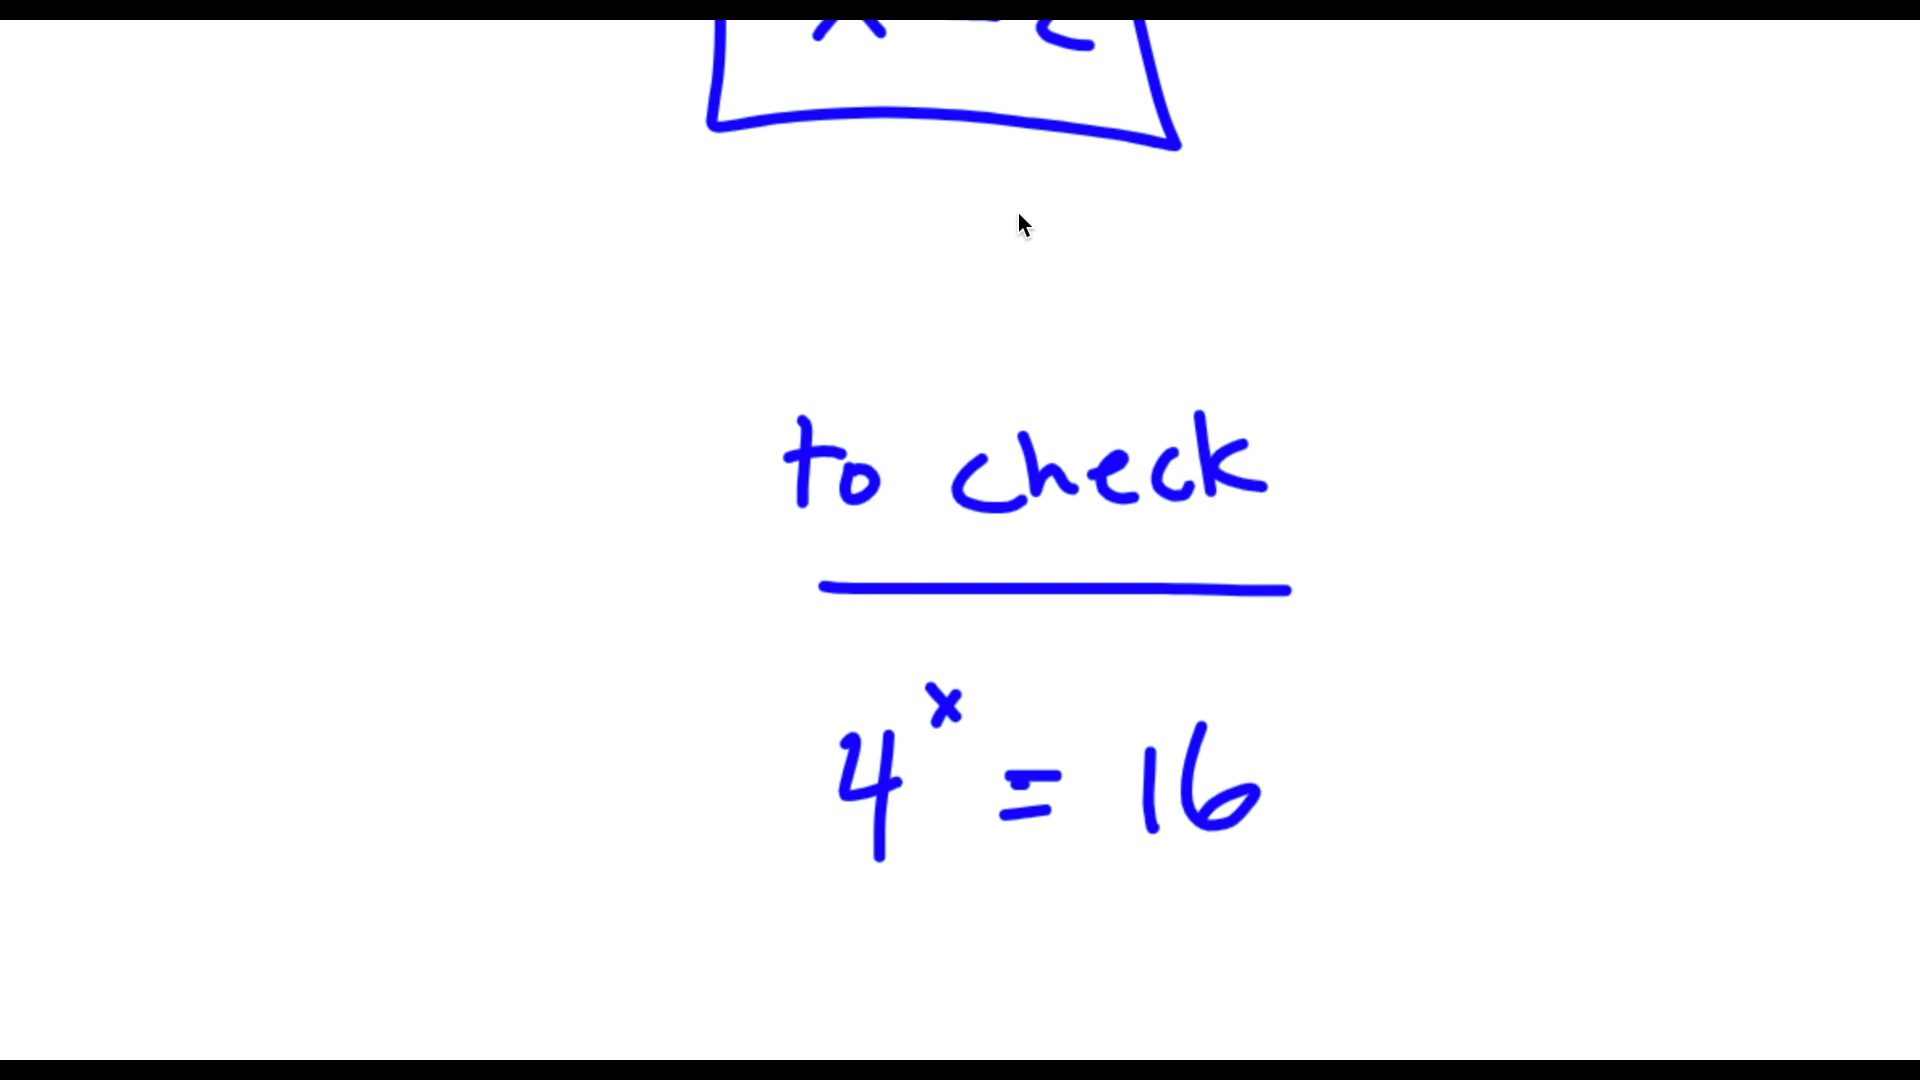 to check
4^x = 16